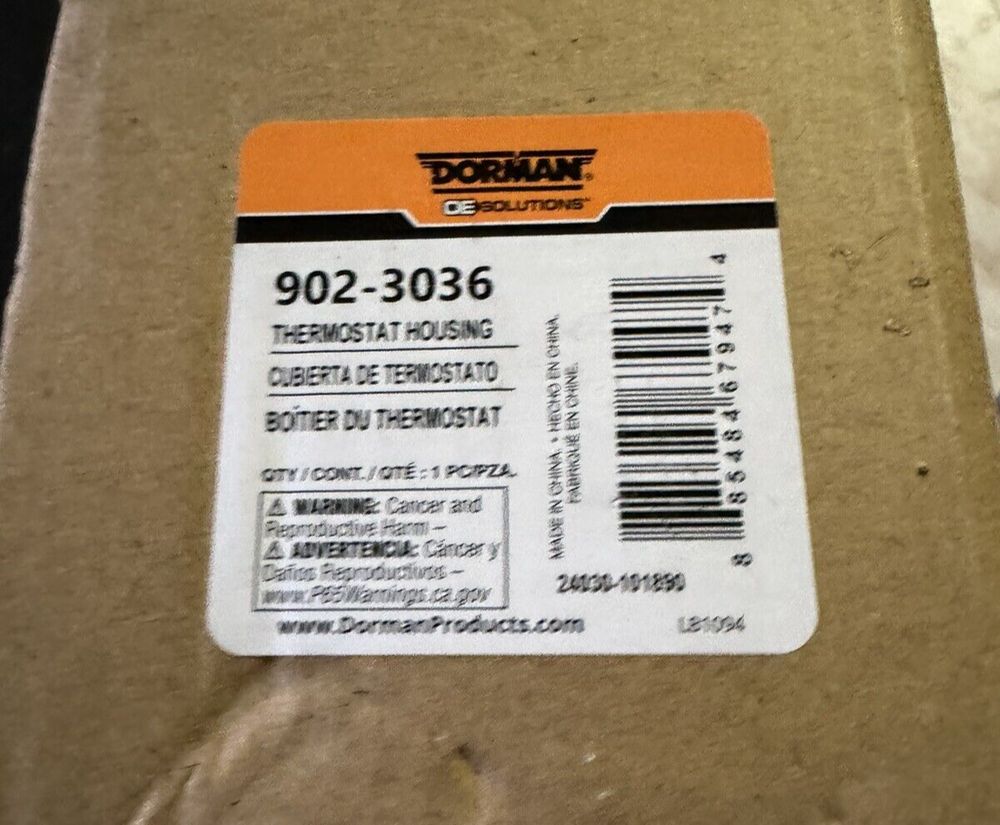 DORMAN®
OE SOLUTIONS™
902-3036
THERMOSTAT HOUSING
CUBIERTA DE TERMOSTATO
BOÎTIER DU THERMOSTAT
QTY / CONT. / QTÉ : 1 PC/PZA.
⚠ WARNING: Cancer and
Reproductive Harm –
⚠ ADVERTENCIA: Cáncer y
Daños Reproductivos –
www.P65Warnings.ca.gov
www.DormanProducts.com
MADE IN CHINA. • HECHO EN CHINA.
FABRIQUÉ EN CHINE.
8 85484 67947 4
24030-101890
LB1094